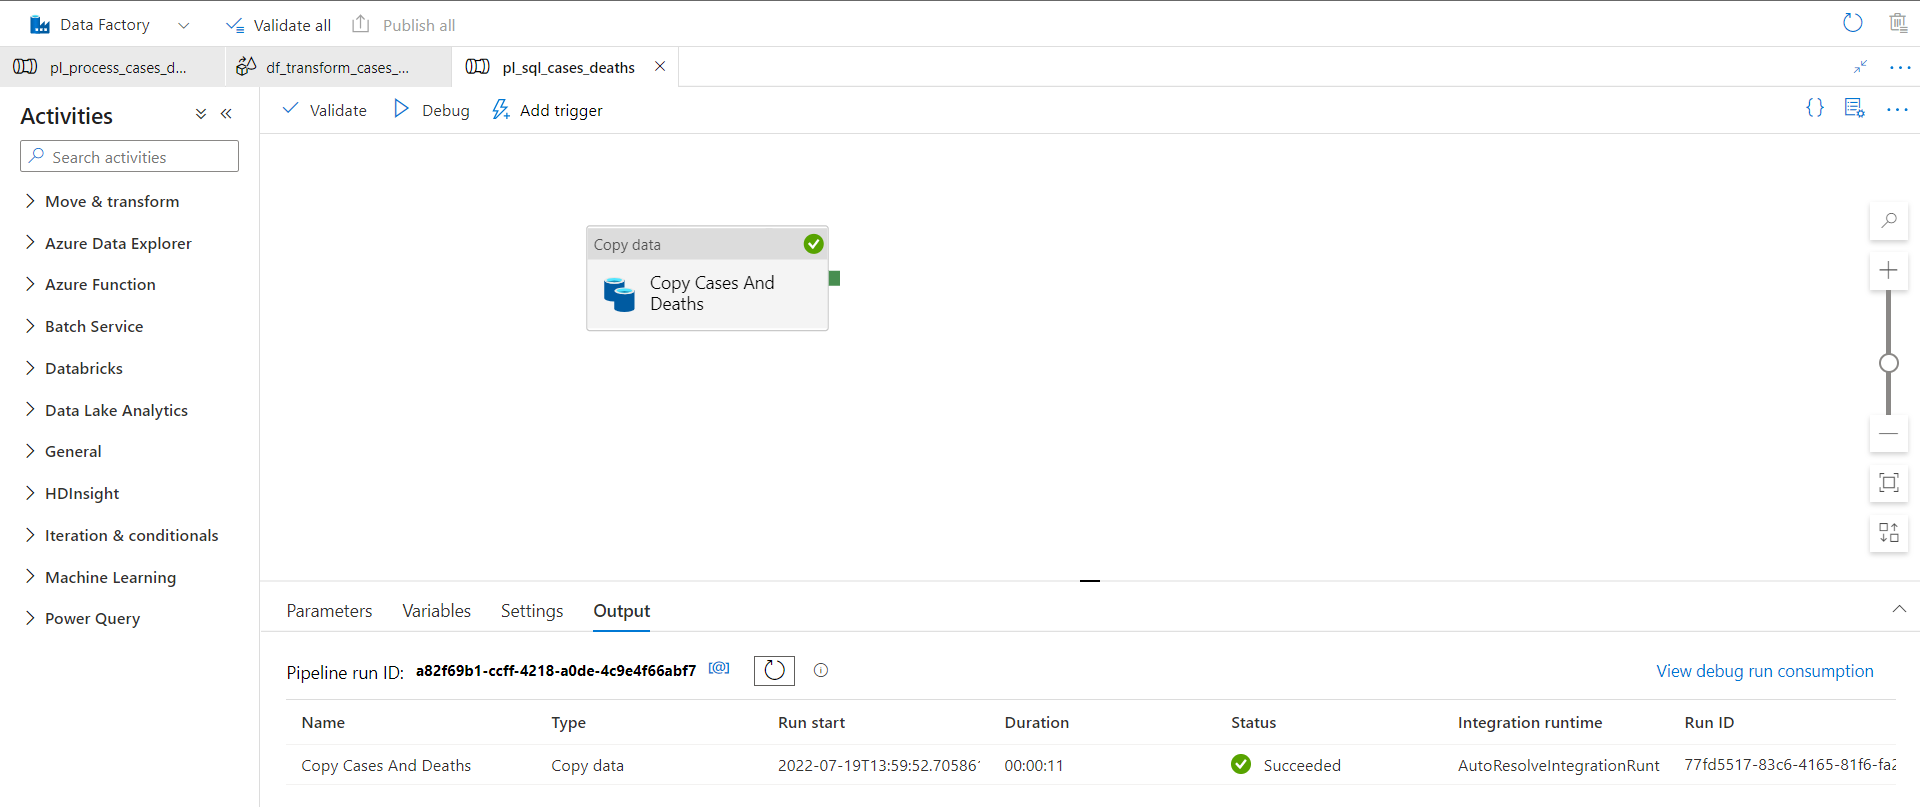 Data Factory
Validate all
Publish all
pl_process_cases_d...
df_transform_cases_...
pl_sql_cases_deaths
Activities
Search activities
Move & transform
Azure Data Explorer
Azure Function
Batch Service
Databricks
Data Lake Analytics
General
HDInsight
Iteration & conditionals
Machine Learning
Power Query
Validate
Debug
Add trigger
Copy data
Copy Cases And
Deaths
Parameters Variables Settings Output
Pipeline run ID: a82f69b1-ccff-4218-a0de-4c9e4f66abf7 [@]
View debug run consumption
Name Type Run start Duration Status Integration runtime Run ID
Copy Cases And Deaths Copy data 2022-07-19T13:59:52.70586 00:00:11 Succeeded AutoResolveIntegrationRunt 77fd5517-83c6-4165-81f6-fa2